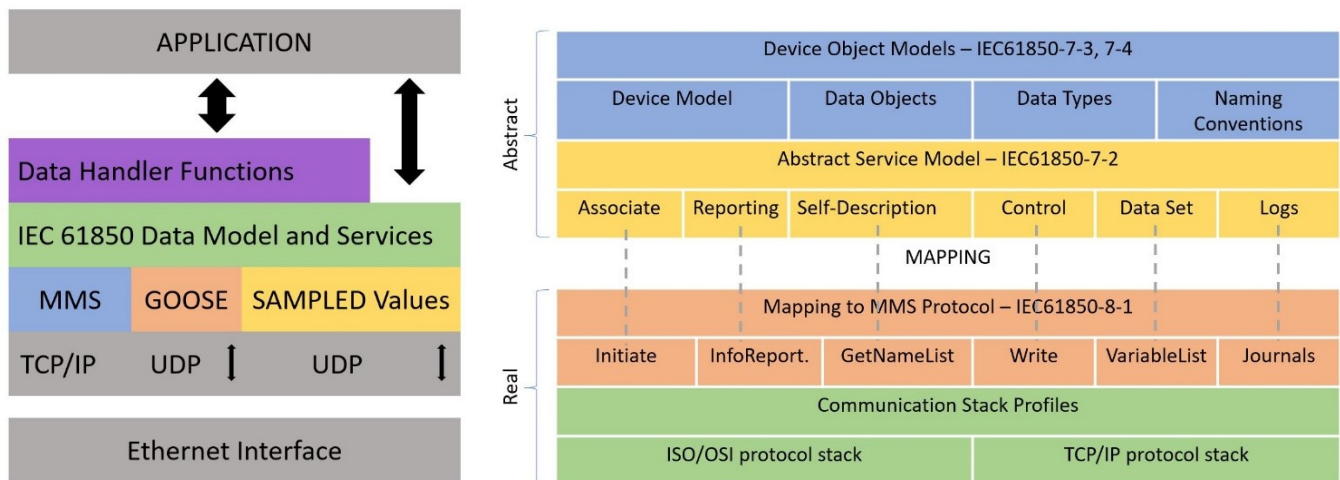 APPLICATION
Data Handler Functions
IEC 61850 Data Model and Services
MMS
GOOSE
SAMPLED Values
TCP/IP
UDP
UDP
Ethernet Interface
Abstract
Device Object Models – IEC61850-7-3, 7-4
Device Model
Data Objects
Data Types
Naming
Conventions
Abstract Service Model – IEC61850-7-2
Associate
Reporting
Self-Description
Control
Data Set
Logs
MAPPING
Real
Mapping to MMS Protocol – IEC61850-8-1
Initiate
InfoReport.
GetNameList
Write
VariableList
Journals
Communication Stack Profiles
ISO/OSI protocol stack
TCP/IP protocol stack